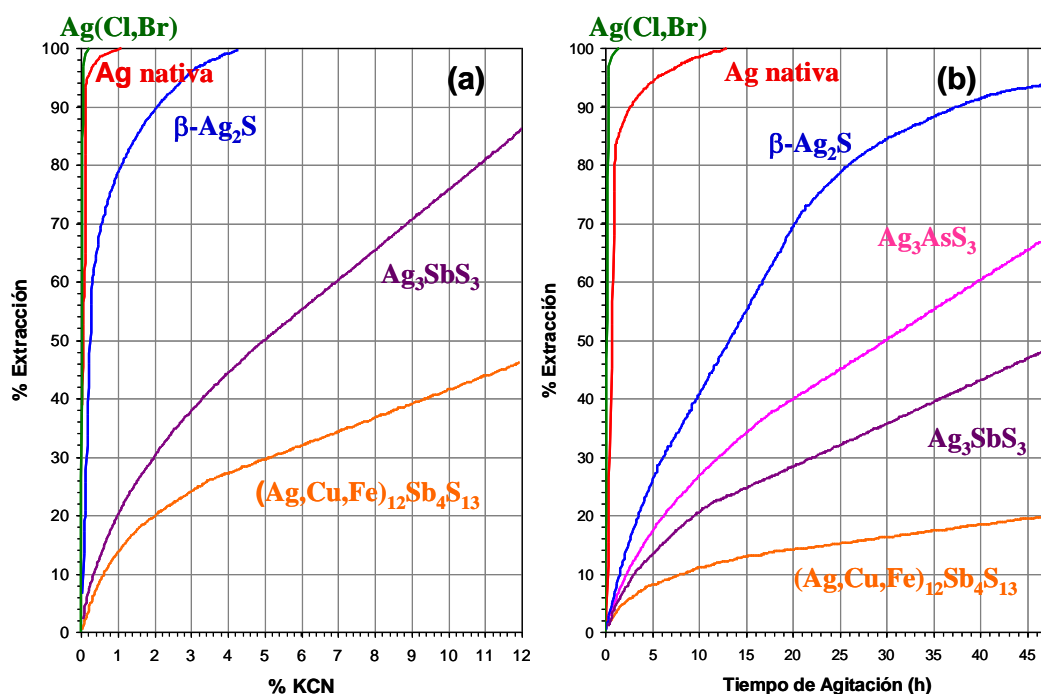 Ag(Cl,Br)
Ag nativa
(a)
β-Ag₂S
Ag₃SbS₃
(Ag,Cu,Fe)₁₂Sb₄S₁₃
% Extracción
100
90
80
70
60
50
40
30
20
10
0
0 1 2 3 4 5 6 7 8 9 10 11 12
% KCN
Ag(Cl,Br)
Ag nativa
(b)
β-Ag₂S
Ag₃AsS₃
Ag₃SbS₃
(Ag,Cu,Fe)₁₂Sb₄S₁₃
% Extracción
100
90
80
70
60
50
40
30
20
10
0
0 5 10 15 20 25 30 35 40 45
Tiempo de Agitación (h)